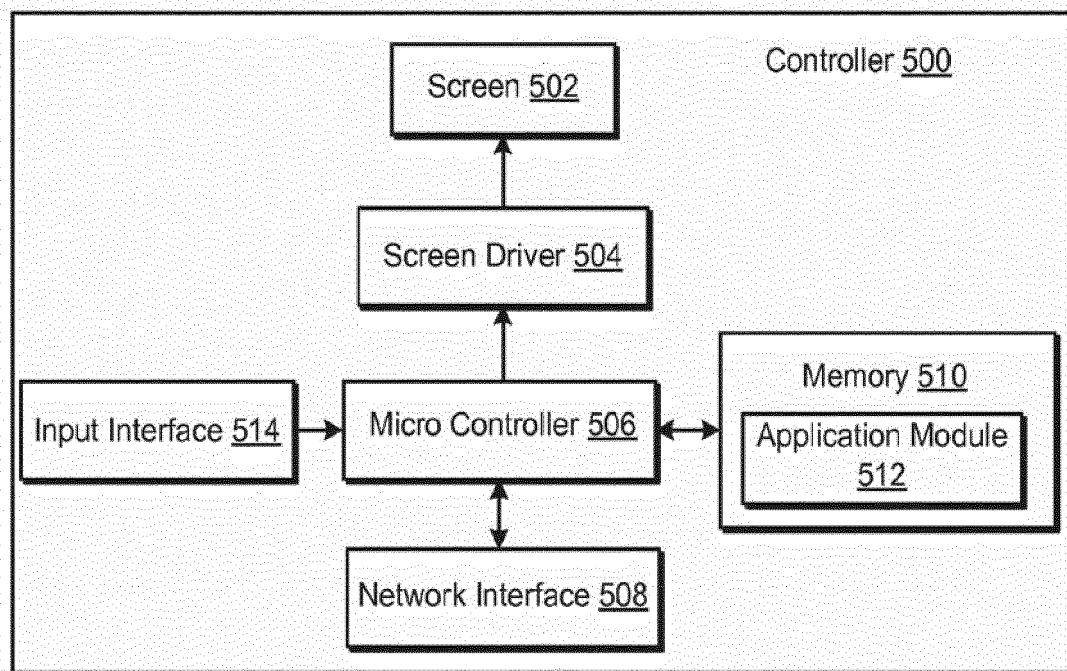 Controller 500
Screen 502
Screen Driver 504
Memory 510
Input Interface 514
Micro Controller 506
Application Module
512
Network Interface 508